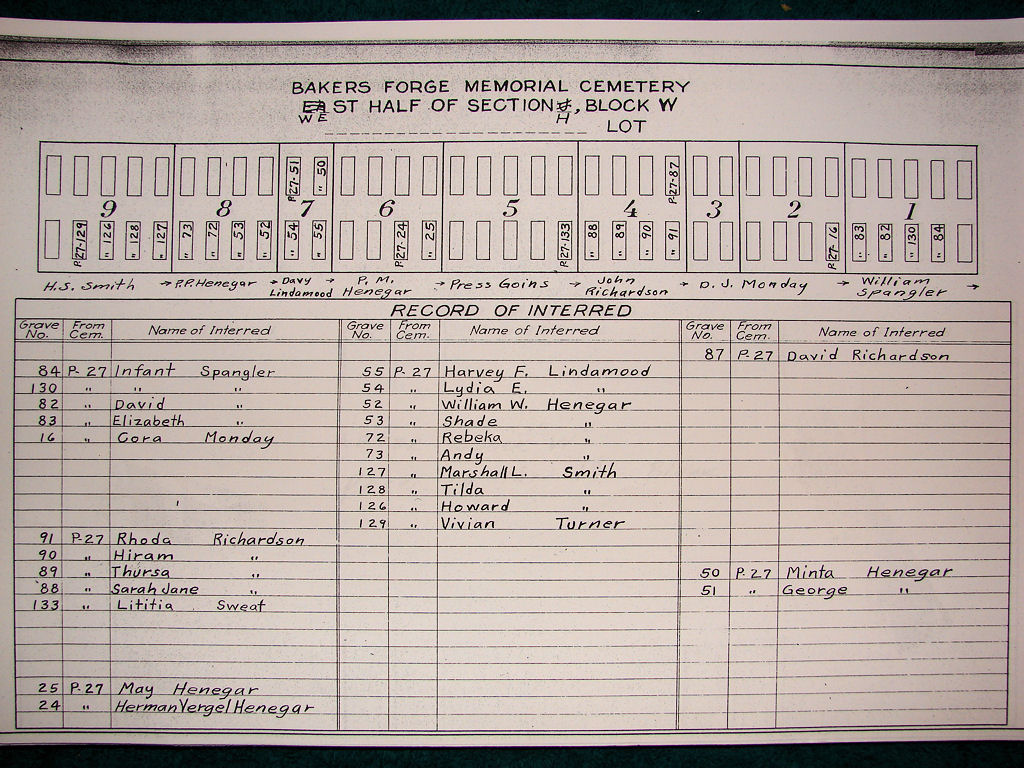 BAKERS FORGE MEMORIAL CEMETERY
EAST HALF OF SECTION H, BLOCK W
WE H
LOT
P.27-51 " 50 P.27-87
9 8 7 6 5 4 3 2 1
P.27-129 " 126 " 128 " 127 " 73 " 72 " 53 " 52 " 54 " 55 P.27-24 " 25 P.27-133 " 88 " 89 " 90 " 91 P.27-16 " 83 " 82 " 130 " 84
H.S. Smith → P.P. Henegar → Davy Lindamood → P. M. Henegar → Press Goins → John Richardson → D. J. Monday → William Spangler →
RECORD OF INTERRED
Grave No. From Cem. Name of Interred Grave No. From Cem. Name of Interred Grave No. From Cem. Name of Interred
87 P-27 David Richardson
84 P-27 Infant Spangler 55 P-27 Harvey F. Lindamood
130 " " " 54 " Lydia E. "
82 " David " 52 " William W. Henegar
83 " Elizabeth " 53 " Shade "
16 " Cora Monday 72 " Rebeka "
73 " Andy "
127 " Marshall L. Smith
128 " Tilda "
126 " Howard "
129 " Vivian Turner
91 P-27 Rhoda Richardson
90 " Hiram "
89 " Thursa " 50 P-27 Minta Henegar
88 " Sarah Jane " 51 " George "
133 " Lititia Sweat
25 P-27 May Henegar
24 " Herman Vergel Henegar